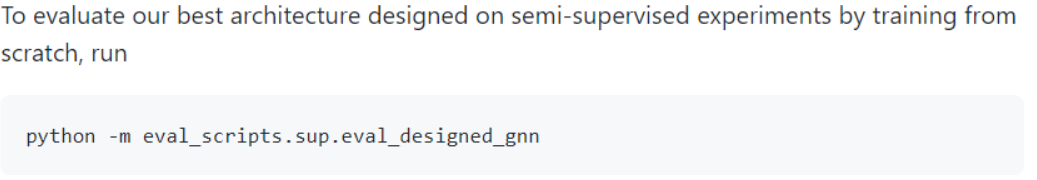 To evaluate our best architecture designed on semi-supervised experiments by training from
scratch, run
python -m eval_scripts.sup.eval_designed_gnn